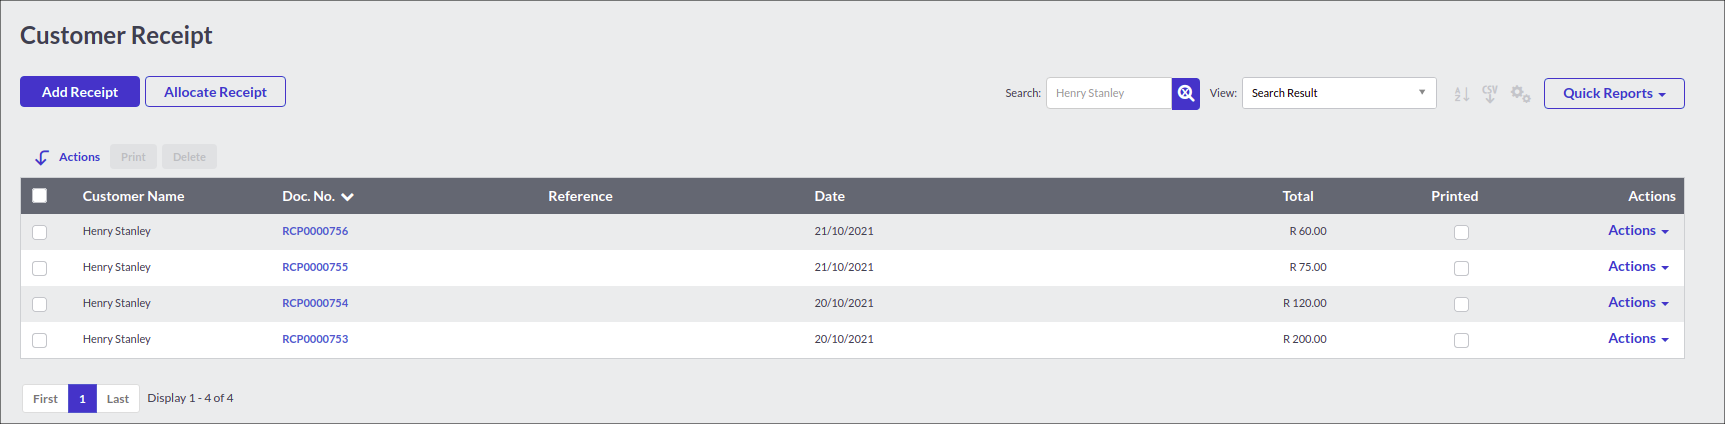 Customer Receipt
Add Receipt Allocate Receipt Search: Henry Stanley View: Search Result CSV Quick Reports
Actions Print Delete
Customer Name Doc. No. Reference Date Total Printed Actions
Henry Stanley RCP0000756 21/10/2021 R 60.00 Actions
Henry Stanley RCP0000755 21/10/2021 R 75.00 Actions
Henry Stanley RCP0000754 20/10/2021 R 120.00 Actions
Henry Stanley RCP0000753 20/10/2021 R 200.00 Actions
First 1 Last Display 1 - 4 of 4